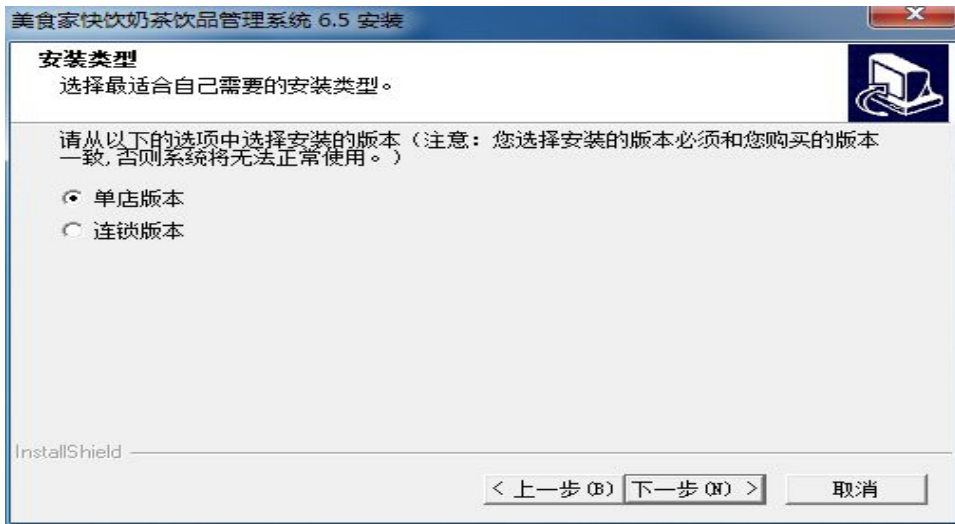 美食家快饮奶茶饮品管理系统 6.5 安装
安装类型
选择最适合自己需要的安装类型。
请从以下的选项中选择安装的版本（注意：您选择安装的版本必须和您购买的版本
一致,否则系统将无法正常使用。）
单店版本
连锁版本
InstallShield
< 上一步(B) 下一步(N) > 取消